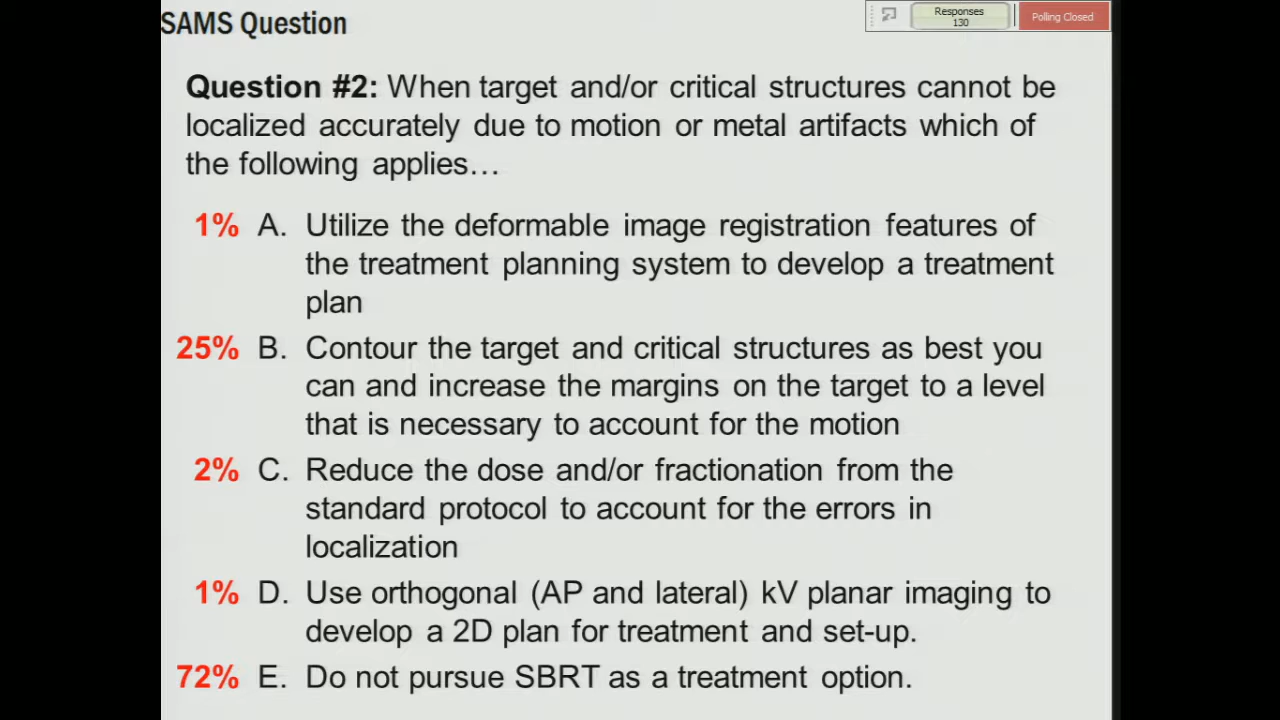 SAMS Question
Responses
130
Polling Closed
Question #2: When target and/or critical structures cannot be
localized accurately due to motion or metal artifacts which of
the following applies…
1% A. Utilize the deformable image registration features of
the treatment planning system to develop a treatment
plan
25% B. Contour the target and critical structures as best you
can and increase the margins on the target to a level
that is necessary to account for the motion
2% C. Reduce the dose and/or fractionation from the
standard protocol to account for the errors in
localization
1% D. Use orthogonal (AP and lateral) kV planar imaging to
develop a 2D plan for treatment and set-up.
72% E. Do not pursue SBRT as a treatment option.